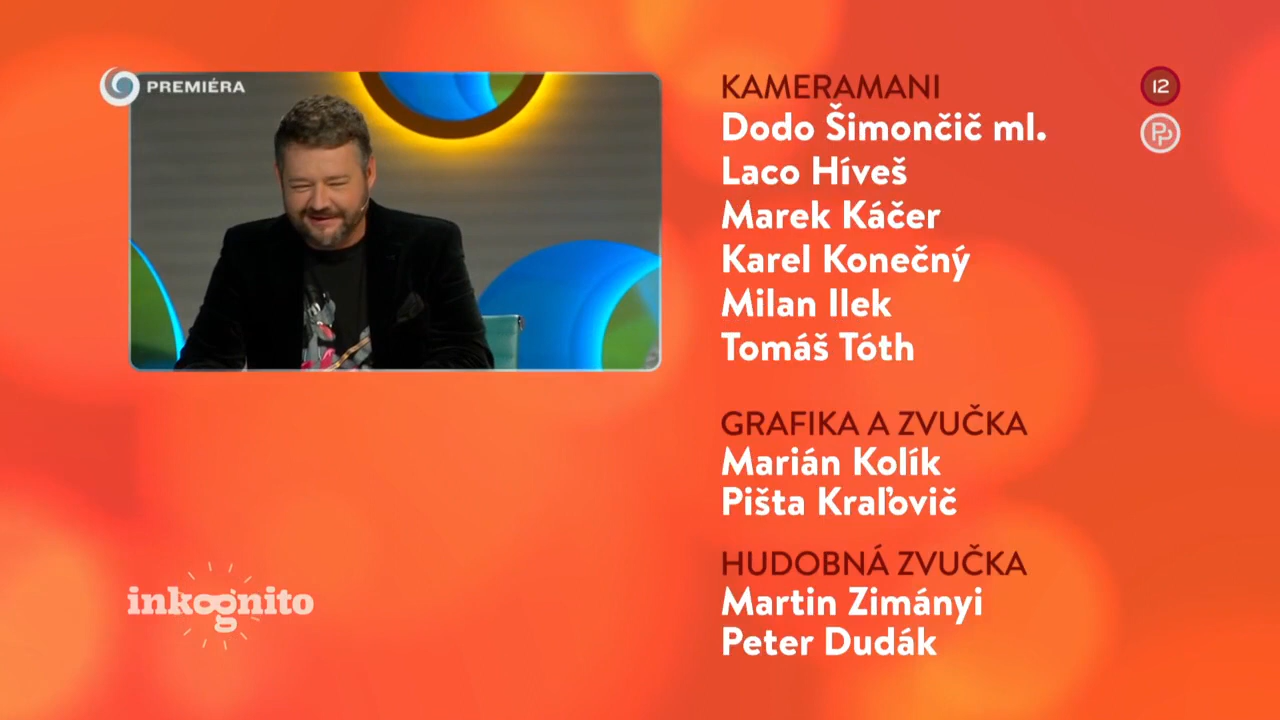 PREMIÉRA
KAMERAMANI
Dodo Šimončič ml.
Laco Híveš
Marek Káčer
Karel Konečný
Milan Ilek
Tomáš Tóth
GRAFIKA A ZVUČKA
Marián Kolík
Pišta Kraľovič
HUDOBNÁ ZVUČKA
Martin Zimányi
Peter Dudák
inkognito
12
PP